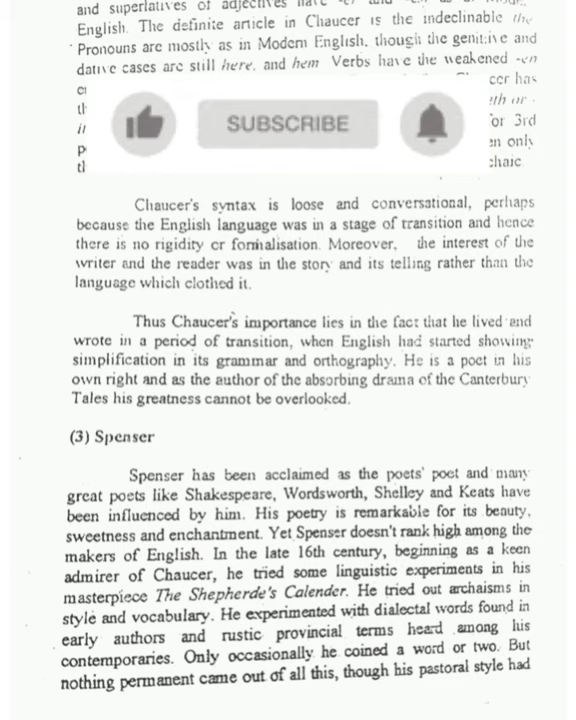 and superlatives of adjectives have -er and
English. The definite article in Chaucer is the indeclinable the
Pronouns are mostly as in Modern English, though the genitive and
dative cases are still here, and hem Verbs have the weakened -en
cer has
th or
or 3rd
en only
chaic
SUBSCRIBE
Chaucer's syntax is loose and conversational, perhaps
because the English language was in a stage of transition and hence
there is no rigidity or formalisation. Moreover, the interest of the
writer and the reader was in the story and its telling rather than the
language which clothed it.
Thus Chaucer's importance lies in the fact that he lived and
wrote in a period of transition, when English had started showing
simplification in its grammar and orthography. He is a poet in his
own right and as the author of the absorbing drama of the Canterbury
Tales his greatness cannot be overlooked.
(3) Spenser
Spenser has been acclaimed as the poets' poet and many
great poets like Shakespeare, Wordsworth, Shelley and Keats have
been influenced by him. His poetry is remarkable for its beauty,
sweetness and enchantment. Yet Spenser doesn't rank high among the
makers of English. In the late 16th century, beginning as a keen
admirer of Chaucer, he tried some linguistic experiments in his
masterpiece The Shepherde's Calender. He tried out archaisms in
style and vocabulary. He experimented with dialectal words found in
early authors and rustic provincial terms heard among his
contemporaries. Only occasionally he coined a word or two. But
nothing permanent came out of all this, though his pastoral style had